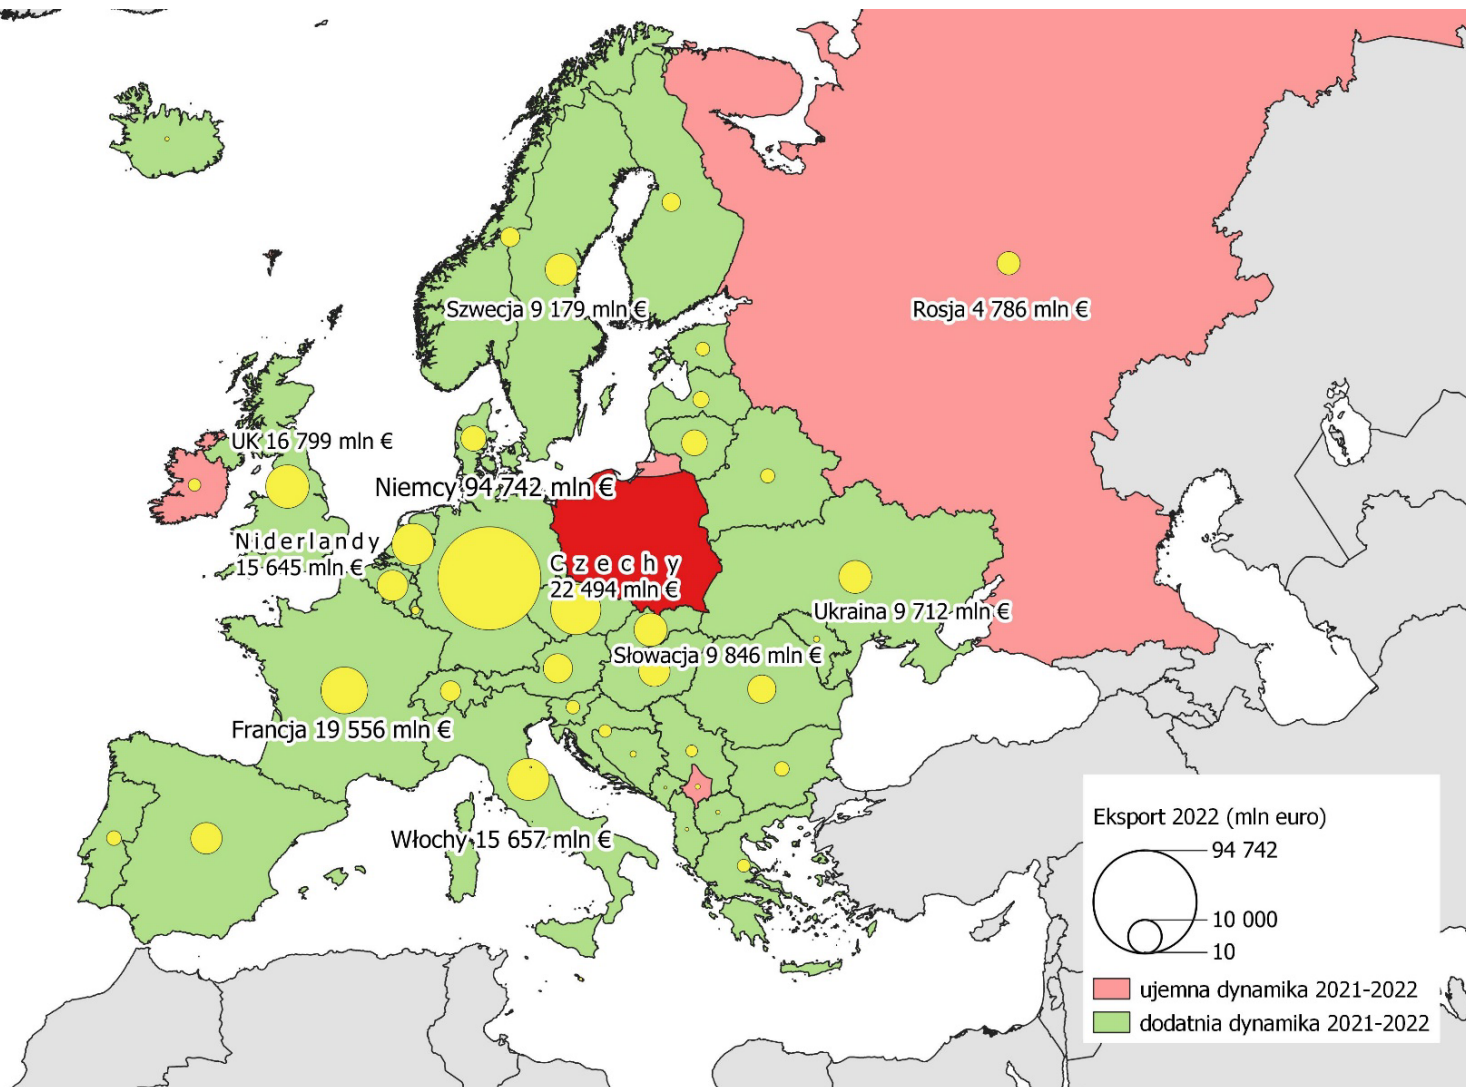 Szwecja 9 179 mln €
Rosja 4 786 mln €
UK 16 799 mln €
Niemcy 94 742 mln €
Niderlandy
15 645 mln €
Czechy
22 494 mln €
Ukraina 9 712 mln €
Słowacja 9 846 mln €
Francja 19 556 mln €
Włochy 15 657 mln €
Eksport 2022 (mln euro)
94 742
10 000
10
ujemna dynamika 2021-2022
dodatnia dynamika 2021-2022